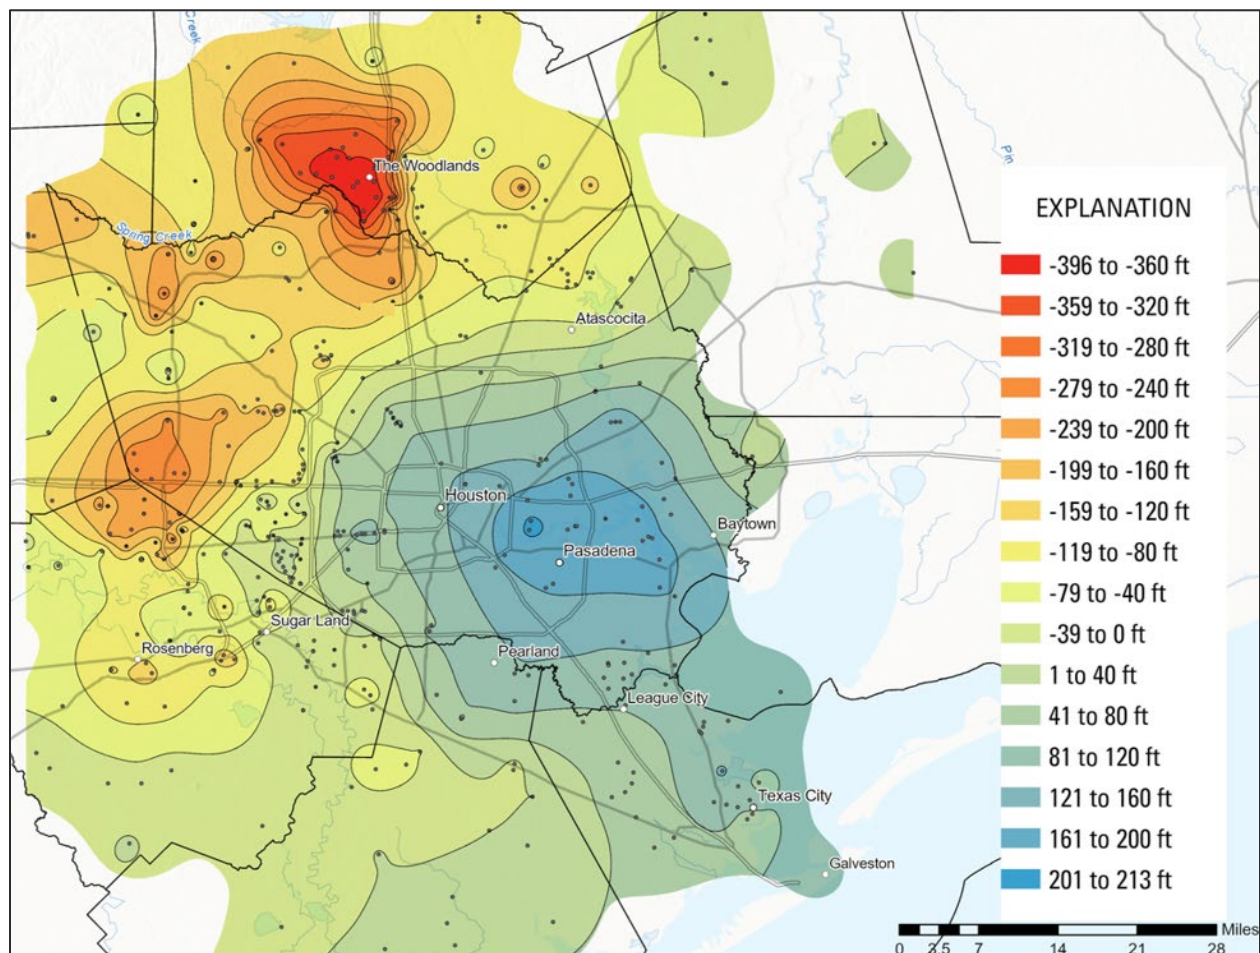 Creek
Creek
The Woodlands
Pin
Spring Creek
Atascocita
Houston
Baytown
Pasadena
Sugar Land
Rosenberg
Pearland
League City
Texas City
Galveston
EXPLANATION
-396 to -360 ft
-359 to -320 ft
-319 to -280 ft
-279 to -240 ft
-239 to -200 ft
-199 to -160 ft
-159 to -120 ft
-119 to -80 ft
-79 to -40 ft
-39 to 0 ft
1 to 40 ft
41 to 80 ft
81 to 120 ft
121 to 160 ft
161 to 200 ft
201 to 213 ft
Miles
0 3.5 7 14 21 28